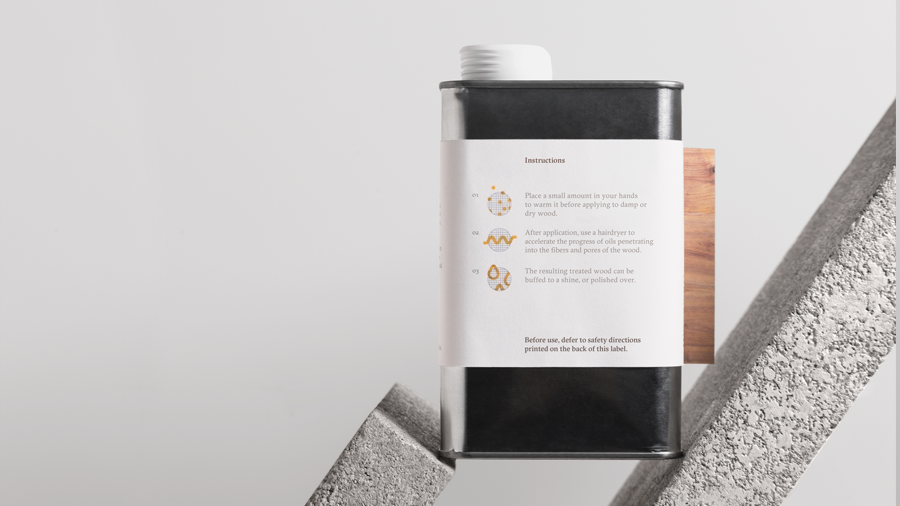 Instructions
01
Place a small amount in your hands
to warm it before applying to damp or
dry wood.
02
After application, use a hairdryer to
accelerate the progress of oils penetrating
into the fibers and pores of the wood.
03
The resulting treated wood can be
buffed to a shine, or polished over.
Before use, defer to safety directions
printed on the back of this label.